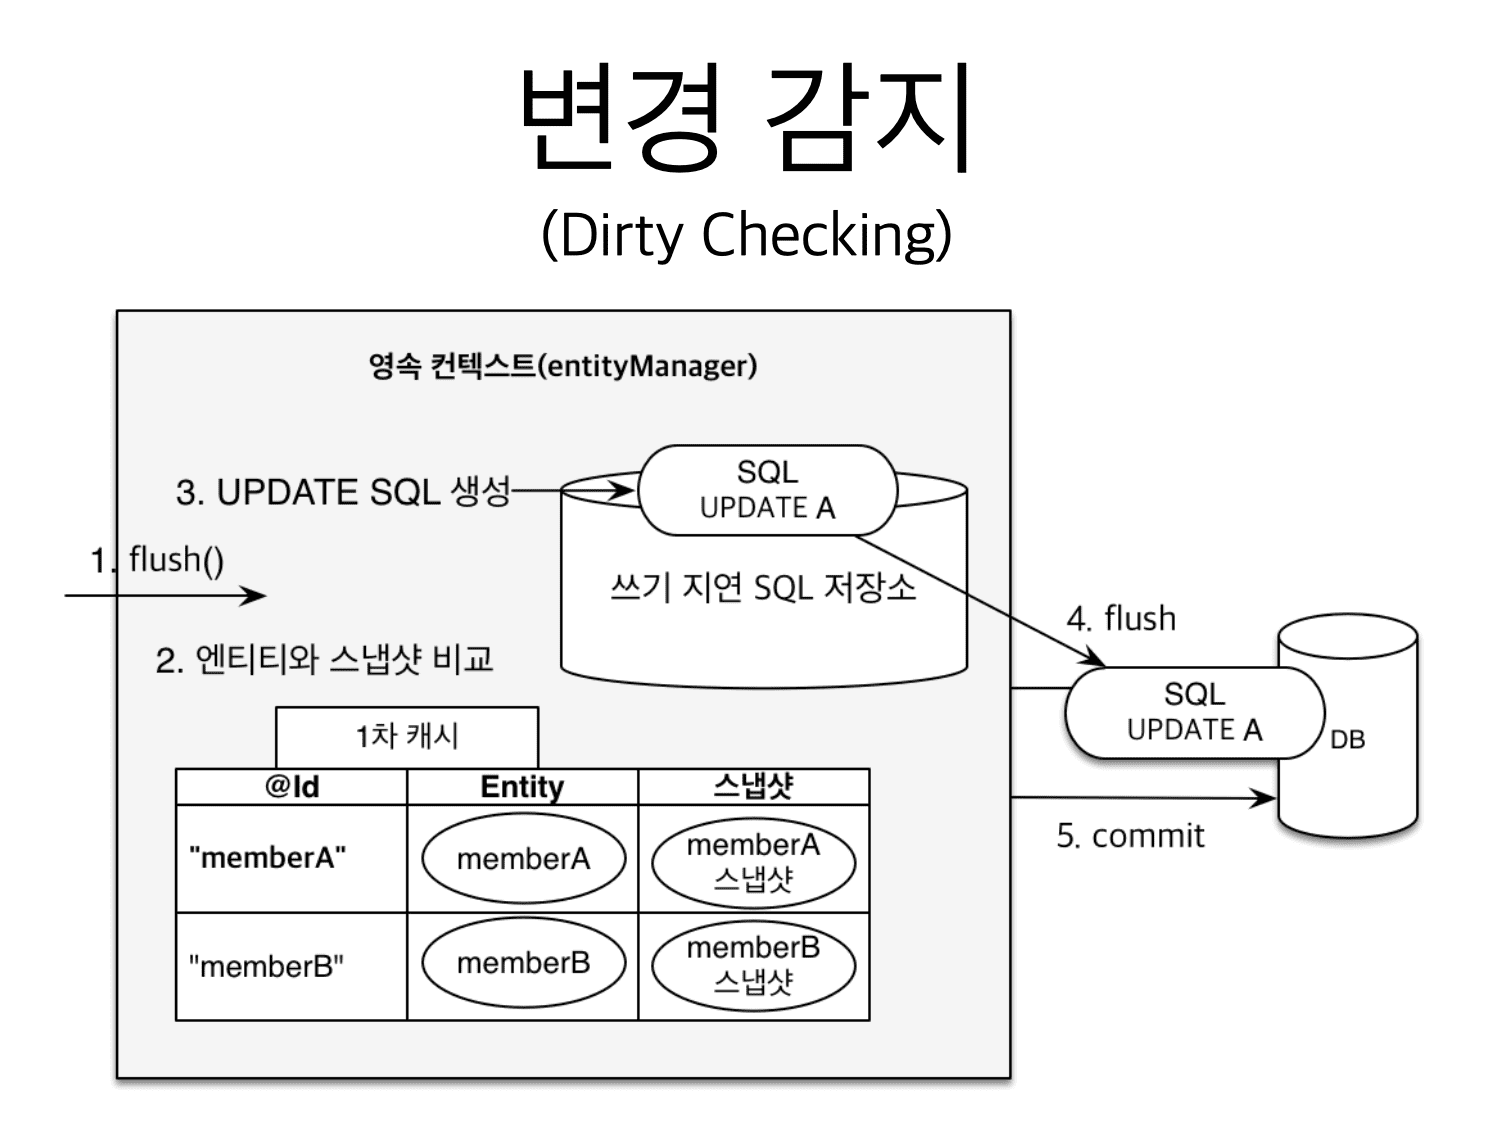 변경 감지
(Dirty Checking)
영속 컨텍스트(entityManager)
SQL
UPDATE A
3. UPDATE SQL 생성
1. flush()
쓰기 지연 SQL 저장소
2. 엔티티와 스냅샷 비교
4. flush
SQL
UPDATE A
DB
5. commit
1차 캐시
@Id Entity 스냅샷
"memberA" memberA memberA
스냅샷
"memberB" memberB memberB
스냅샷